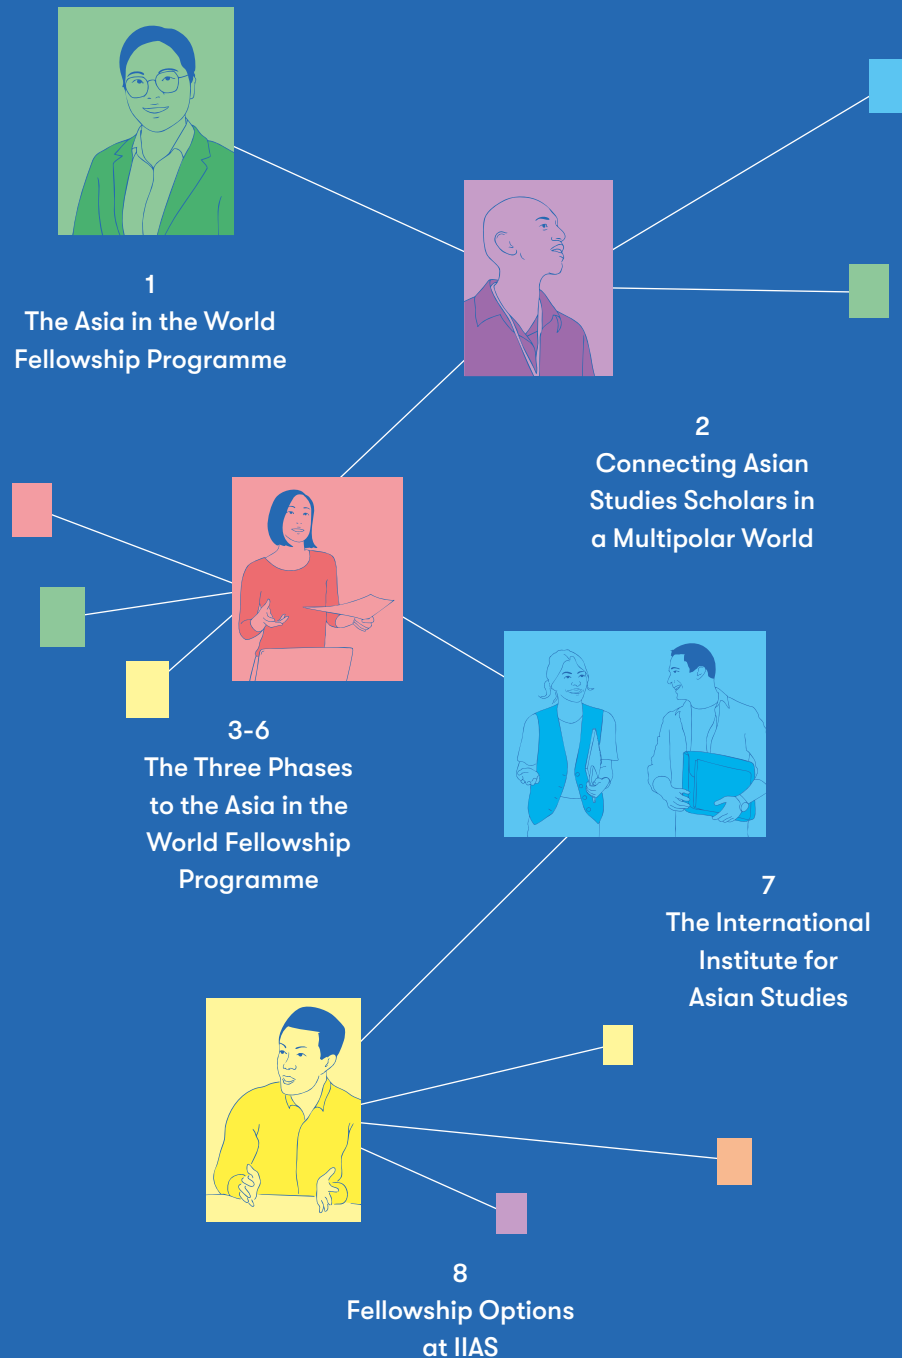 1
The Asia in the World
Fellowship Programme
2
Connecting Asian
Studies Scholars in
a Multipolar World
3-6
The Three Phases
to the Asia in the
World Fellowship
Programme
7
The International
Institute for
Asian Studies
8
Fellowship Options
at IIAS